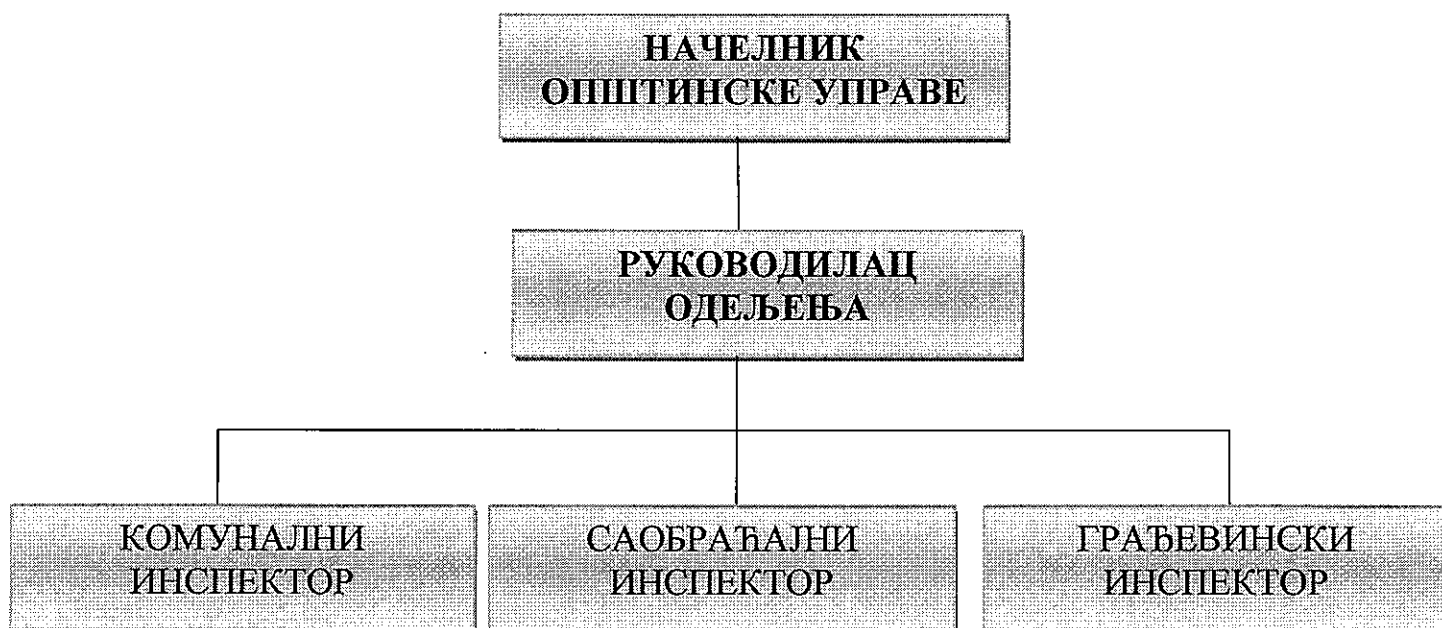 НАЧЕЛНИК
ОПШТИНСКЕ УПРАВЕ
РУКОВОДИЛАЦ
ОДЕЉЕЊА
КОМУНАЛНИ
ИНСПЕКТОР
САОБРАЋАЈНИ
ИНСПЕКТОР
ГРАЂЕВИНСКИ
ИНСПЕКТОР